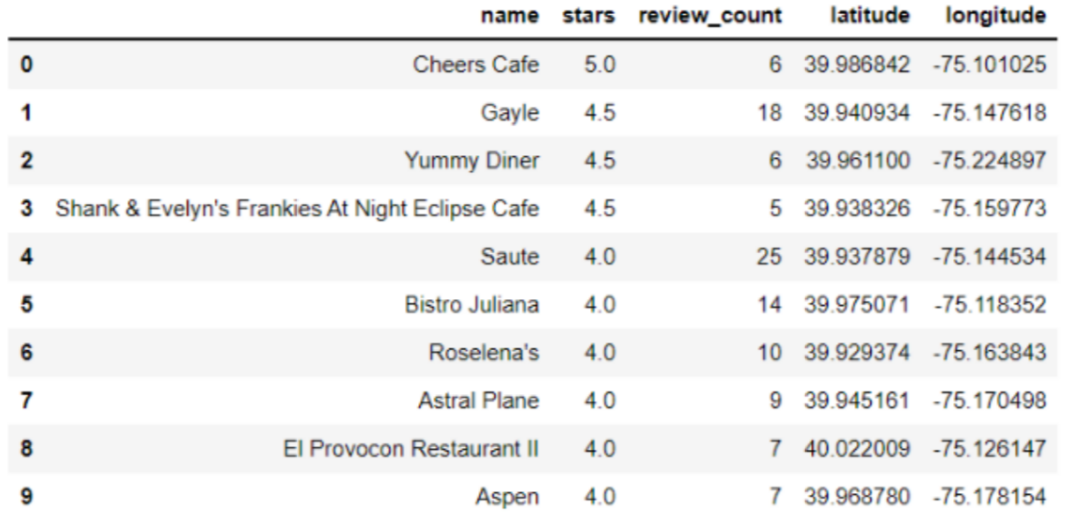 name stars review_count latitude longitude
0 Cheers Cafe 5.0 6 39.986842 -75.101025
1 Gayle 4.5 18 39.940934 -75.147618
2 Yummy Diner 4.5 6 39.961100 -75.224897
3 Shank & Evelyn's Frankies At Night Eclipse Cafe 4.5 5 39.938326 -75.159773
4 Saute 4.0 25 39.937879 -75.144534
5 Bistro Juliana 4.0 14 39.975071 -75.118352
6 Roselena's 4.0 10 39.929374 -75.163843
7 Astral Plane 4.0 9 39.945161 -75.170498
8 El Provocon Restaurant II 4.0 7 40.022009 -75.126147
9 Aspen 4.0 7 39.968780 -75.178154